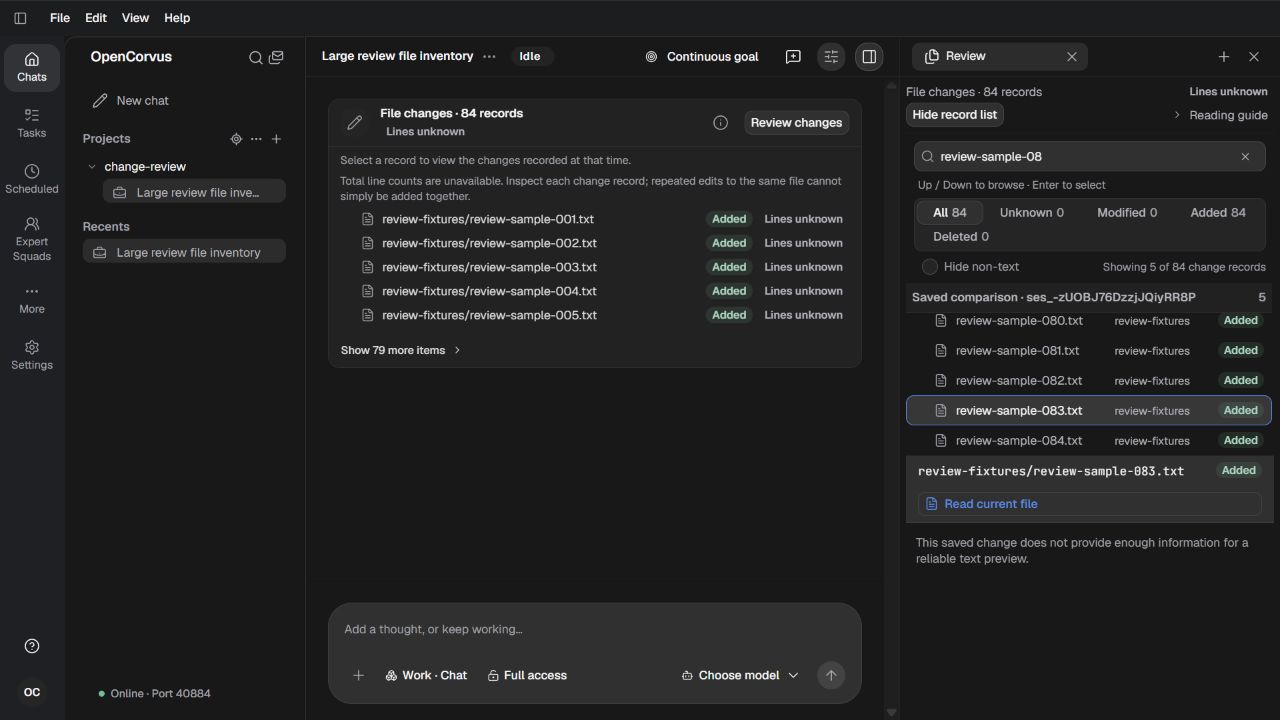 File Edit View Help
Chats
Tasks
Scheduled
Expert
Squads
More
Settings
OC
OpenCorvus
New chat
Projects
change-review
Large review file inve...
Recents
Large review file inventory
Online · Port 40884
Large review file inventory ··· Idle Continuous goal
File changes · 84 records
Lines unknown
Review changes
Select a record to view the changes recorded at that time.
Total line counts are unavailable. Inspect each change record; repeated edits to the same file cannot
simply be added together.
review-fixtures/review-sample-001.txt Added Lines unknown
review-fixtures/review-sample-002.txt Added Lines unknown
review-fixtures/review-sample-003.txt Added Lines unknown
review-fixtures/review-sample-004.txt Added Lines unknown
review-fixtures/review-sample-005.txt Added Lines unknown
Show 79 more items
Add a thought, or keep working...
Work · Chat Full access Choose model
Review
File changes · 84 records Lines unknown
Hide record list Reading guide
review-sample-08
Up / Down to browse · Enter to select
All 84 Unknown 0 Modified 0 Added 84
Deleted 0
Hide non-text Showing 5 of 84 change records
Saved comparison · ses_-zUOBJ76DzzjJQiyRR8P 5
review-sample-080.txt review-fixtures Added
review-sample-081.txt review-fixtures Added
review-sample-082.txt review-fixtures Added
review-sample-083.txt review-fixtures Added
review-sample-084.txt review-fixtures Added
review-fixtures/review-sample-083.txt Added
Read current file
This saved change does not provide enough information for a
reliable text preview.